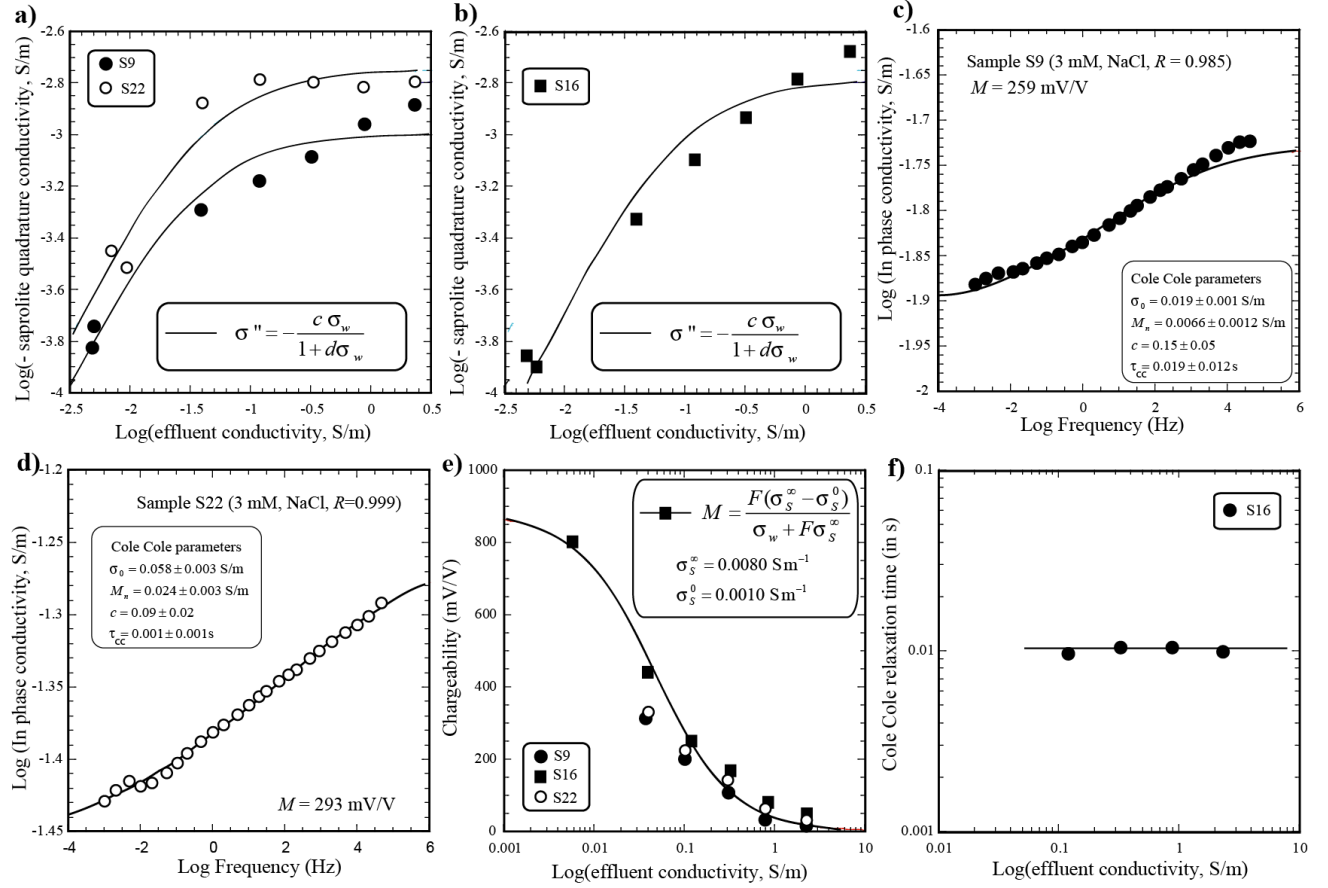 a)
-2.6
-2.8
-3
-3.2
-3.4
-3.6
-3.8
-4
Log(- saprolite quadrature conductivity, S/m)
S9
S22
σ " = − c σw / 1 + dσw
-2.5 -2 -1.5 -1 -0.5 0 0.5
Log(effluent conductivity, S/m)
b)
-2.6
-2.8
-3
-3.2
-3.4
-3.6
-3.8
-4
Log(- saprolite quadrature conductivity, S/m)
S16
σ " = − c σw / 1 + dσw
-2.5 -2 -1.5 -1 -0.5 0 0.5
Log(effluent conductivity, S/m)
c)
-1.6
-1.65
-1.7
-1.75
-1.8
-1.85
-1.9
-1.95
-2
Log (In phase conductivity, S/m)
Sample S9 (3 mM, NaCl, R = 0.985)
M = 259 mV/V
Cole Cole parameters
σ0 = 0.019 ± 0.001 S/m
Mn = 0.0066 ± 0.0012 S/m
c = 0.15 ± 0.05
τcc = 0.019 ± 0.012 s
-4 -2 0 2 4 6
Log Frequency (Hz)
d)
-1.2
-1.25
-1.3
-1.35
-1.4
-1.45
Log (In phase conductivity, S/m)
Sample S22 (3 mM, NaCl, R=0.999)
Cole Cole parameters
σ0 = 0.058 ± 0.003 S/m
Mn = 0.024 ± 0.003 S/m
c = 0.09 ± 0.02
τcc = 0.001 ± 0.001s
M = 293 mV/V
-4 -2 0 2 4 6
Log Frequency (Hz)
e)
1000
800
600
400
200
0
Chargeability (mV/V)
M = F(σS∞ − σS0) / σw + FσS∞
σS∞ = 0.0080 Sm−1
σS0 = 0.0010 Sm−1
S9
S16
S22
0.001 0.01 0.1 1 10
Log(effluent conductivity, S/m)
f)
0.1
0.01
0.001
Cole Cole relaxation time (in s)
S16
0.01 0.1 1 10
Log(effluent conductivity, S/m)